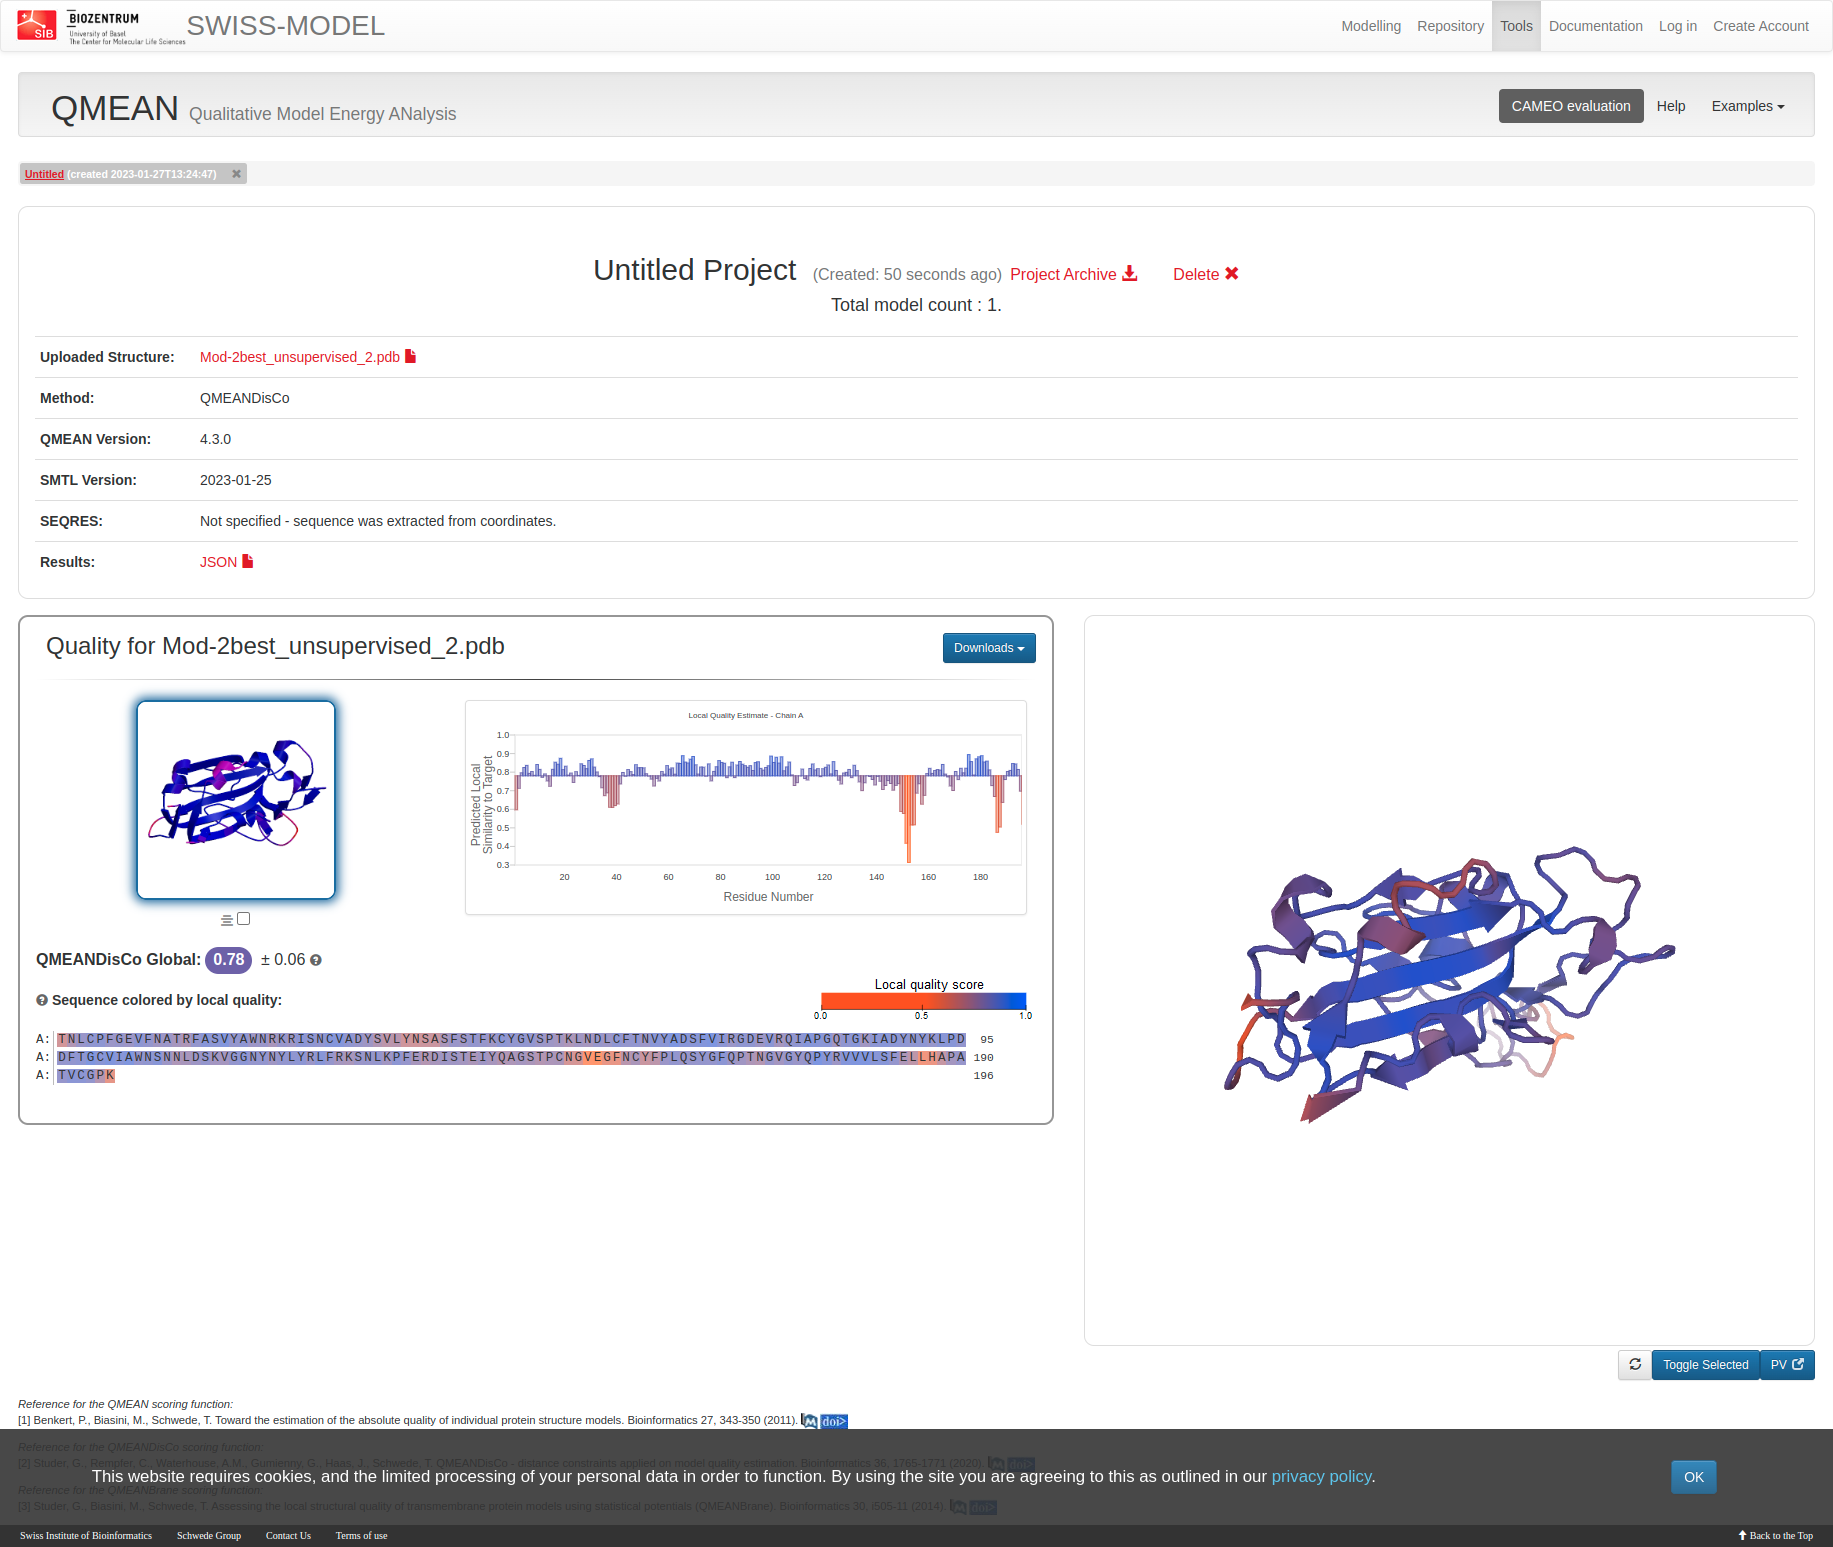 SIB
BIOZENTRUM
University of Basel
The Center for Molecular Life Sciences
SWISS-MODEL
Modelling Repository Tools Documentation Log in Create Account
QMEAN Qualitative Model Energy ANalysis
CAMEO evaluation Help Examples
Untitled (created 2023-01-27T13:24:47)
Untitled Project (Created: 50 seconds ago) Project Archive Delete
Total model count : 1.
Uploaded Structure: Mod-2best_unsupervised_2.pdb
Method: QMEANDisCo
QMEAN Version: 4.3.0
SMTL Version: 2023-01-25
SEQRES: Not specified - sequence was extracted from coordinates.
Results: JSON
Quality for Mod-2best_unsupervised_2.pdb
Downloads
Local Quality Estimate - Chain A
Predicted Local
Similarity to Target
1.0
0.9
0.8
0.7
0.6
0.5
0.4
0.3
20 40 60 80 100 120 140 160 180
Residue Number
QMEANDisCo Global: 0.78 ± 0.06
Sequence colored by local quality:
Local quality score
0.0 0.5 1.0
A: TNLCPFGEVFNATRFASVYAWNRKRISNCVADYSVLYNSASFSTFKCYGVSPTKLNDLCFTNVYADSFVIRGDEVRQIAPGQTGKIADYNYKLPD 95
A: DFTGCVIAWNSNNLDSKVGGNYNYLYRLFRKSNLKPFERDISTEIYQAGSTPCNGVEGFNCYFPLQSYGFQPTNGVGYQPYRVVVLSFELLHAPA 190
A: TVCGPK 196
Toggle Selected PV
Reference for the QMEAN scoring function:
[1] Benkert, P., Biasini, M., Schwede, T. Toward the estimation of the absolute quality of individual protein structure models. Bioinformatics 27, 343-350 (2011). M doi>
Reference for the QMEANDisCo scoring function:
[2] Studer, G., Rempfer, C., Waterhouse, A.M., Gumienny, G., Haas, J., Schwede, T. QMEANDisCo - distance constraints applied on model quality estimation. Bioinformatics 36, 1765-1771 (2020). M doi>
This website requires cookies, and the limited processing of your personal data in order to function. By using the site you are agreeing to this as outlined in our privacy policy.
OK
Reference for the QMEANBrane scoring function:
[3] Studer, G., Biasini, M., Schwede, T. Assessing the local structural quality of transmembrane protein models using statistical potentials (QMEANBrane). Bioinformatics 30, i505-i511 (2014). M doi>
Swiss Institute of Bioinformatics Schwede Group Contact Us Terms of use
Back to the Top